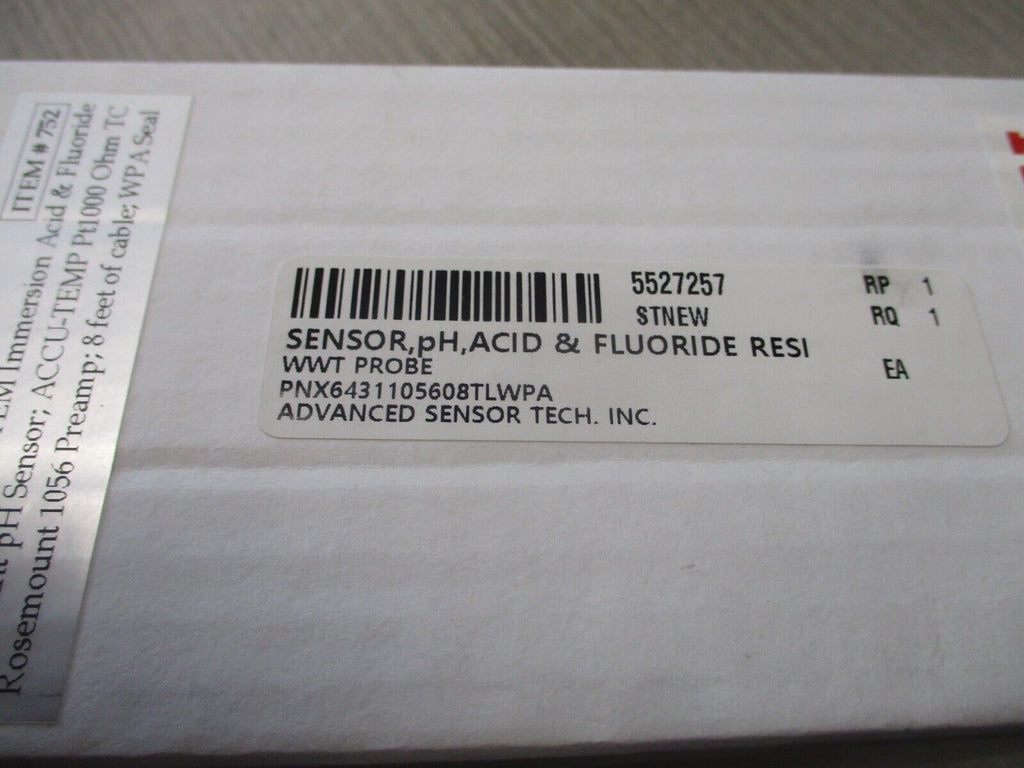 ITEM # 752
Immersion Acid & Fluoride
pH Sensor; ACCU-TEMP Pt1000 Ohm TC
Rosemount 1056 Preamp; 8 feet of cable; WPA Seal
5527257
RP 1
STNEW
RQ 1
SENSOR,pH,ACID & FLUORIDE RESI
WWT PROBE
EA
PNX6431105608TLWPA
ADVANCED SENSOR TECH. INC.